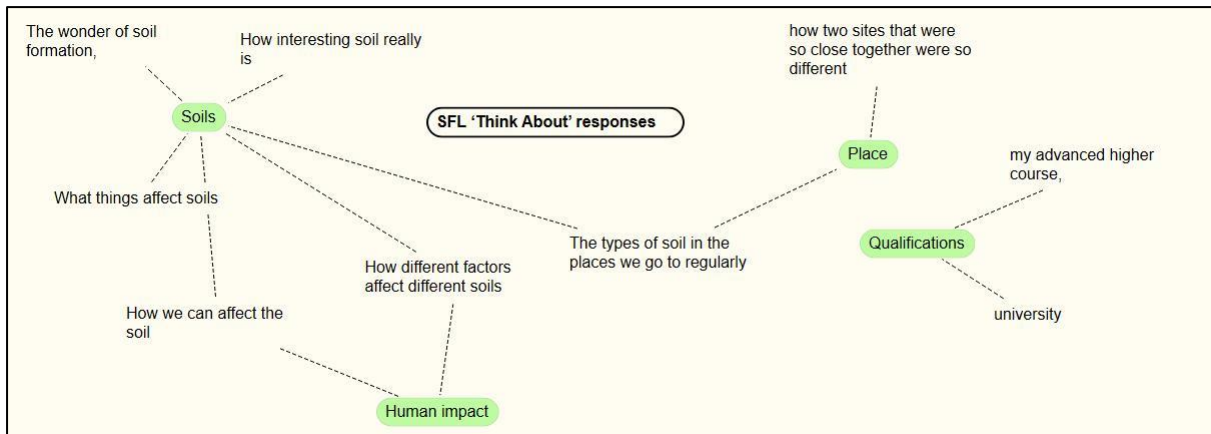 The wonder of soil
formation,
How interesting soil really
is
how two sites that were
so close together were so
different
Soils
SFL ‘Think About’ responses
Place
my advanced higher
course,
What things affect soils
The types of soil in the
places we go to regularly
Qualifications
How different factors
affect different soils
How we can affect the
soil
university
Human impact